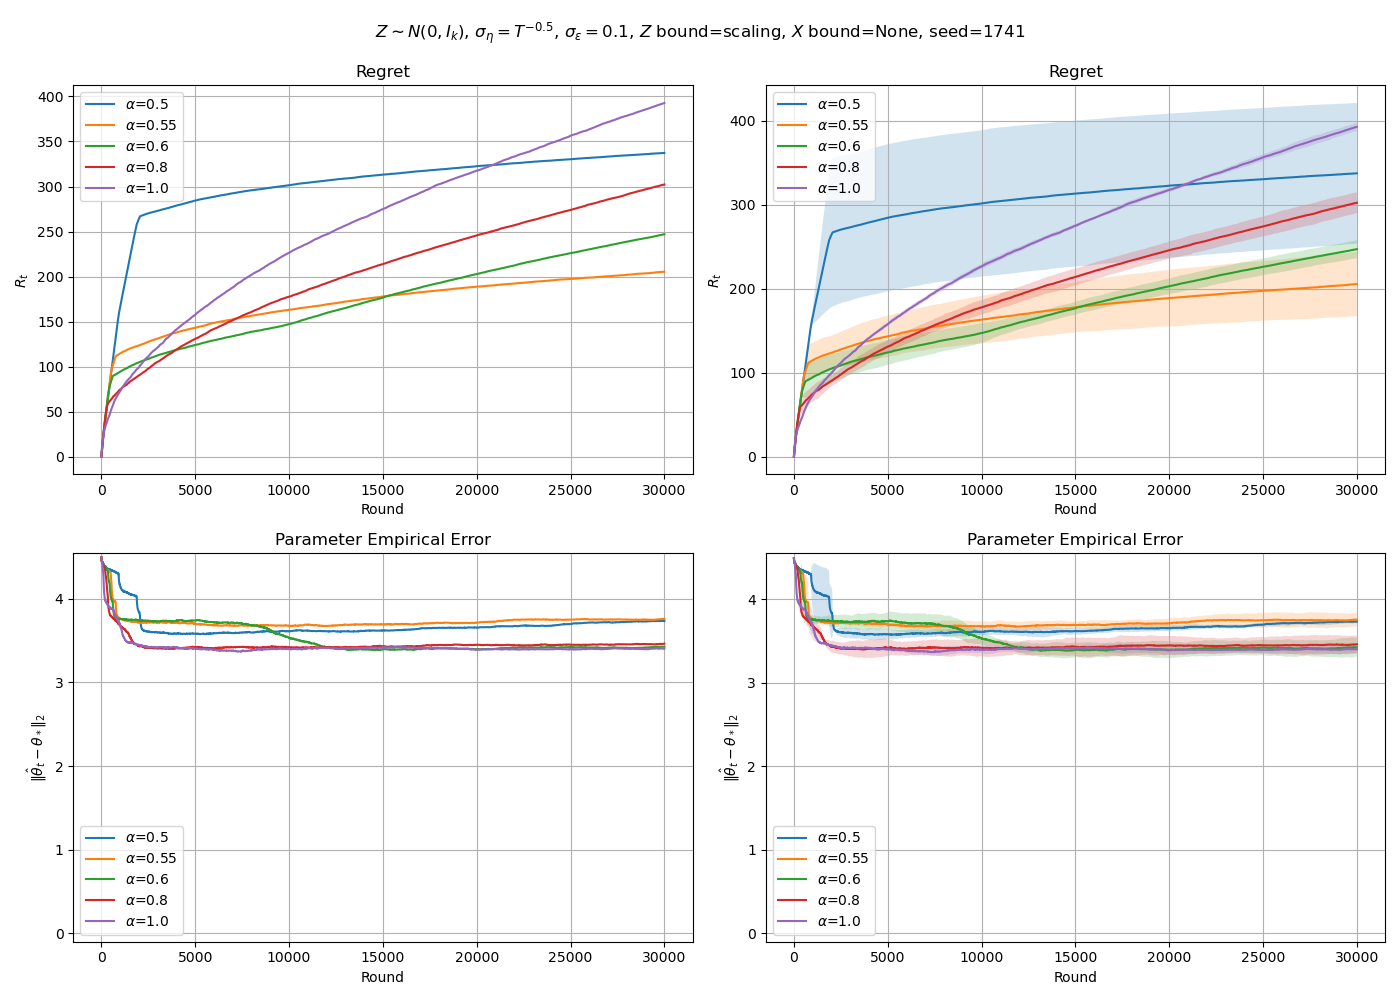 Z ~ N(0, I_k), σ_η = T^{-0.5}, σ_ε = 0.1, Z bound=scaling, X bound=None, seed=1741
Regret
400
350
300
250
200
150
100
50
0
R_t
α=0.5
α=0.55
α=0.6
α=0.8
α=1.0
0 5000 10000 15000 20000 25000 30000
Round
Regret
400
300
200
100
0
R_t
α=0.5
α=0.55
α=0.6
α=0.8
α=1.0
0 5000 10000 15000 20000 25000 30000
Round
Parameter Empirical Error
4
3
2
1
0
‖θ̂_t − θ_*‖_2
α=0.5
α=0.55
α=0.6
α=0.8
α=1.0
0 5000 10000 15000 20000 25000 30000
Round
Parameter Empirical Error
4
3
2
1
0
‖θ̂_t − θ_*‖_2
α=0.5
α=0.55
α=0.6
α=0.8
α=1.0
0 5000 10000 15000 20000 25000 30000
Round